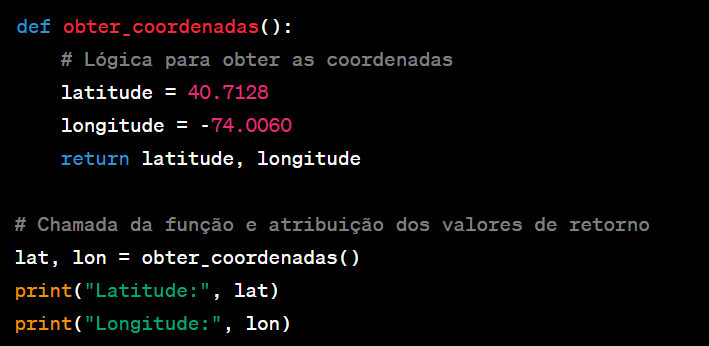 def obter_coordenadas():
    # Lógica para obter as coordenadas
    latitude = 40.7128
    longitude = -74.0060
    return latitude, longitude

# Chamada da função e atribuição dos valores de retorno
lat, lon = obter_coordenadas()
print("Latitude:", lat)
print("Longitude:", lon)